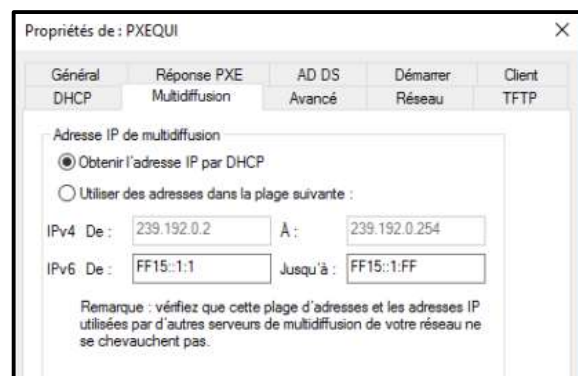 Propriétés de : PXEQUI
Général Réponse PXE AD DS Démarrer Client
DHCP Multidiffusion Avancé Réseau TFTP
Adresse IP de multidiffusion
Obtenir l'adresse IP par DHCP
Utiliser des adresses dans la plage suivante :
IPv4 De : 239.192.0.2 À : 239.192.0.254
IPv6 De : FF15::1:1 Jusqu'à : FF15::1:FF
Remarque : vérifiez que cette plage d'adresses et les adresses IP
utilisées par d'autres serveurs de multidiffusion de votre réseau ne
se chevauchent pas.